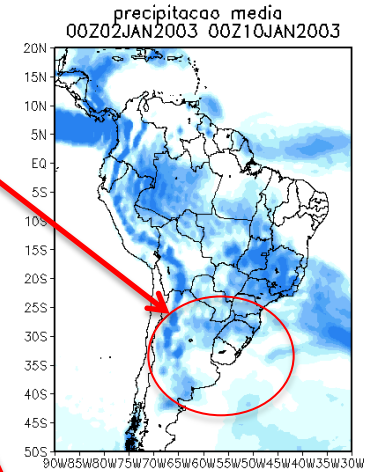 precipitacao media
00Z02JAN2003 00Z10JAN2003
20N
15N
10N
5N
EQ
5S
10S
15S
20S
25S
30S
35S
40S
45S
50S
90W85W80W75W70W65W60W55W50W45W40W35W30W